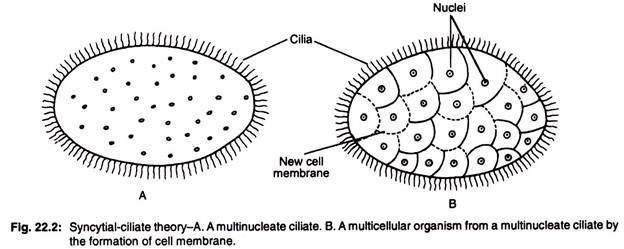 Nuclei
Cilia
New cell
membrane
A
B
Fig. 22.2: Syncytial-ciliate theory–A. A multinucleate ciliate. B. A multicellular organism from a multinucleate ciliate by
the formation of cell membrane.